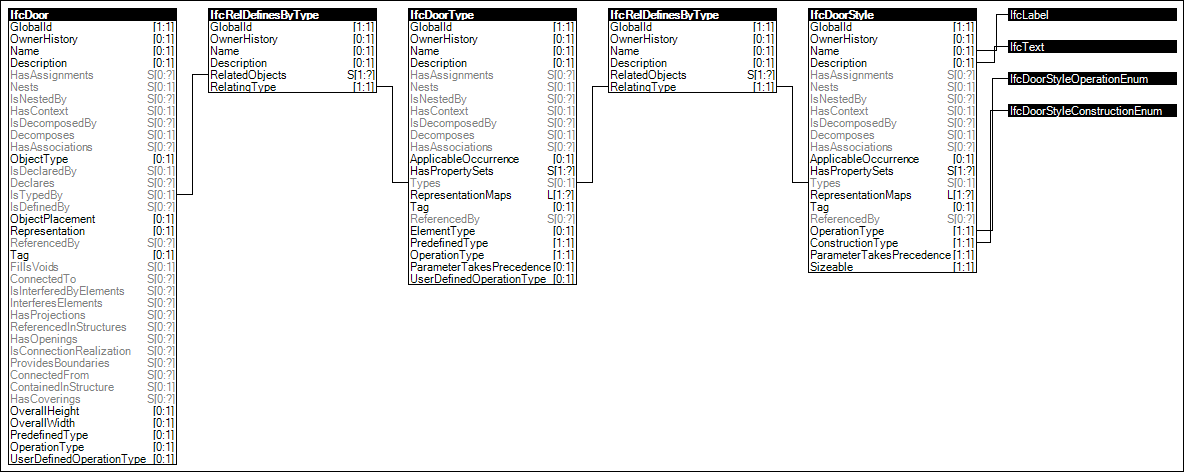 IfcDoor
GlobalId [1:1]
OwnerHistory [0:1]
Name [0:1]
Description [0:1]
HasAssignments S[0:?]
Nests S[0:1]
IsNestedBy S[0:?]
HasContext S[0:1]
IsDecomposedBy S[0:?]
Decomposes S[0:1]
HasAssociations S[0:?]
ObjectType [0:1]
IsDeclaredBy S[0:1]
Declares S[0:?]
IsTypedBy S[0:1]
IsDefinedBy S[0:?]
ObjectPlacement [0:1]
Representation [0:1]
ReferencedBy S[0:?]
Tag [0:1]
FillsVoids S[0:1]
ConnectedTo S[0:?]
IsInterferedByElements S[0:?]
InterferesElements S[0:?]
HasProjections S[0:?]
ReferencedInStructures S[0:?]
HasOpenings S[0:?]
IsConnectionRealization S[0:?]
ProvidesBoundaries S[0:?]
ConnectedFrom S[0:?]
ContainedInStructure S[0:1]
HasCoverings S[0:?]
OverallHeight [0:1]
OverallWidth [0:1]
PredefinedType [0:1]
OperationType [0:1]
UserDefinedOperationType [0:1]
IfcRelDefinesByType
GlobalId [1:1]
OwnerHistory [0:1]
Name [0:1]
Description [0:1]
RelatedObjects S[1:?]
RelatingType [1:1]
IfcDoorType
GlobalId [1:1]
OwnerHistory [0:1]
Name [0:1]
Description [0:1]
HasAssignments S[0:?]
Nests S[0:1]
IsNestedBy S[0:?]
HasContext S[0:1]
IsDecomposedBy S[0:?]
Decomposes S[0:1]
HasAssociations S[0:?]
ApplicableOccurrence [0:1]
HasPropertySets S[1:?]
Types S[0:1]
RepresentationMaps L[1:?]
Tag [0:1]
ReferencedBy S[0:?]
ElementType [0:1]
PredefinedType [1:1]
OperationType [1:1]
ParameterTakesPrecedence [0:1]
UserDefinedOperationType [0:1]
IfcRelDefinesByType
GlobalId [1:1]
OwnerHistory [0:1]
Name [0:1]
Description [0:1]
RelatedObjects S[1:?]
RelatingType [1:1]
IfcDoorStyle
GlobalId [1:1]
OwnerHistory [0:1]
Name [0:1]
Description [0:1]
HasAssignments S[0:?]
Nests S[0:1]
IsNestedBy S[0:?]
HasContext S[0:1]
IsDecomposedBy S[0:?]
Decomposes S[0:1]
HasAssociations S[0:?]
ApplicableOccurrence [0:1]
HasPropertySets S[1:?]
Types S[0:1]
RepresentationMaps L[1:?]
Tag [0:1]
ReferencedBy S[0:?]
OperationType [1:1]
ConstructionType [1:1]
ParameterTakesPrecedence [1:1]
Sizeable [1:1]
IfcLabel
IfcText
IfcDoorStyleOperationEnum
IfcDoorStyleConstructionEnum